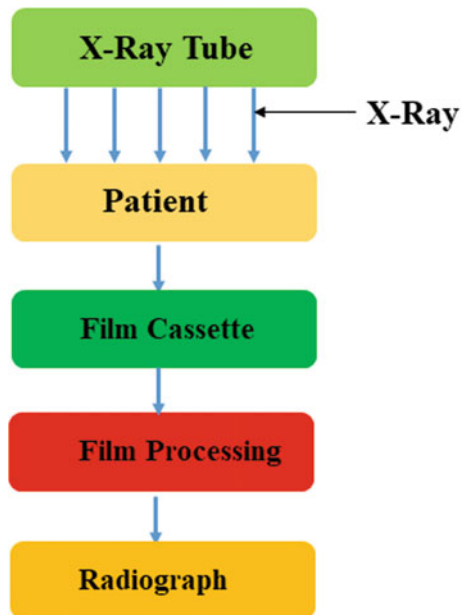 X-Ray Tube
X-Ray
Patient
Film Cassette
Film Processing
Radiograph